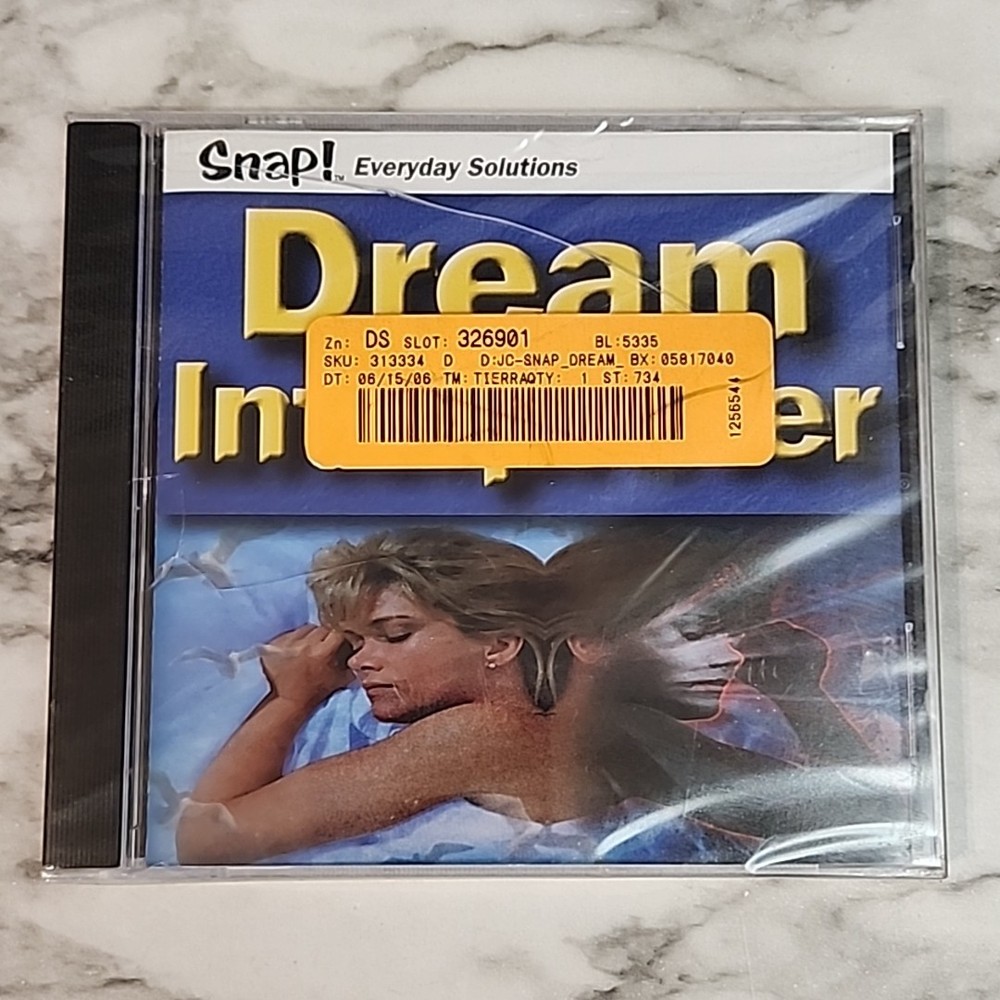 Snap!™ Everyday Solutions
Dream
Zn: DS SLOT: 326901 BL:5335
SKU: 313334 D D:JC-SNAP_DREAM_ BX:05817040
DT: 06/15/06 TM:TIERRAQTY: 1 ST:734
1256544
In p er